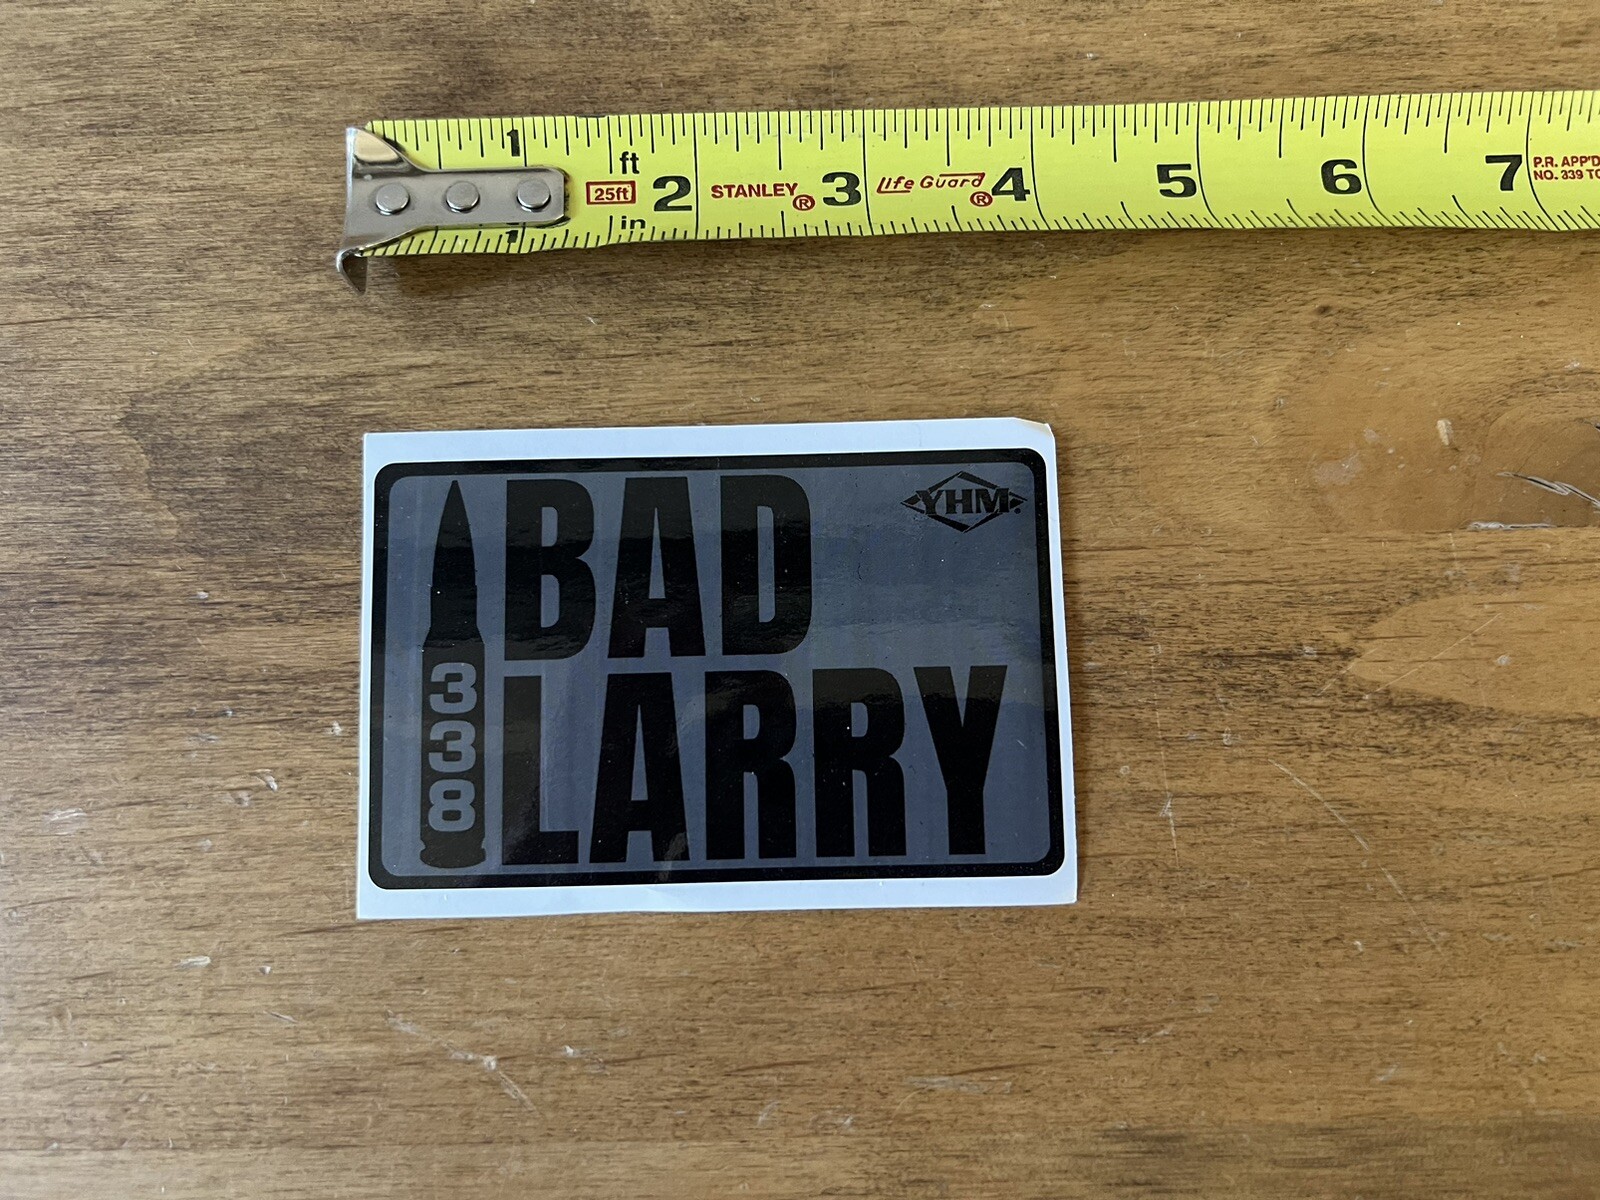 1 ft 25ft 2 STANLEY® 3 Life Guard® 4 5 6 7 P.R. APP'D
in NO. 339
1
BAD YHM®
LARRY
338